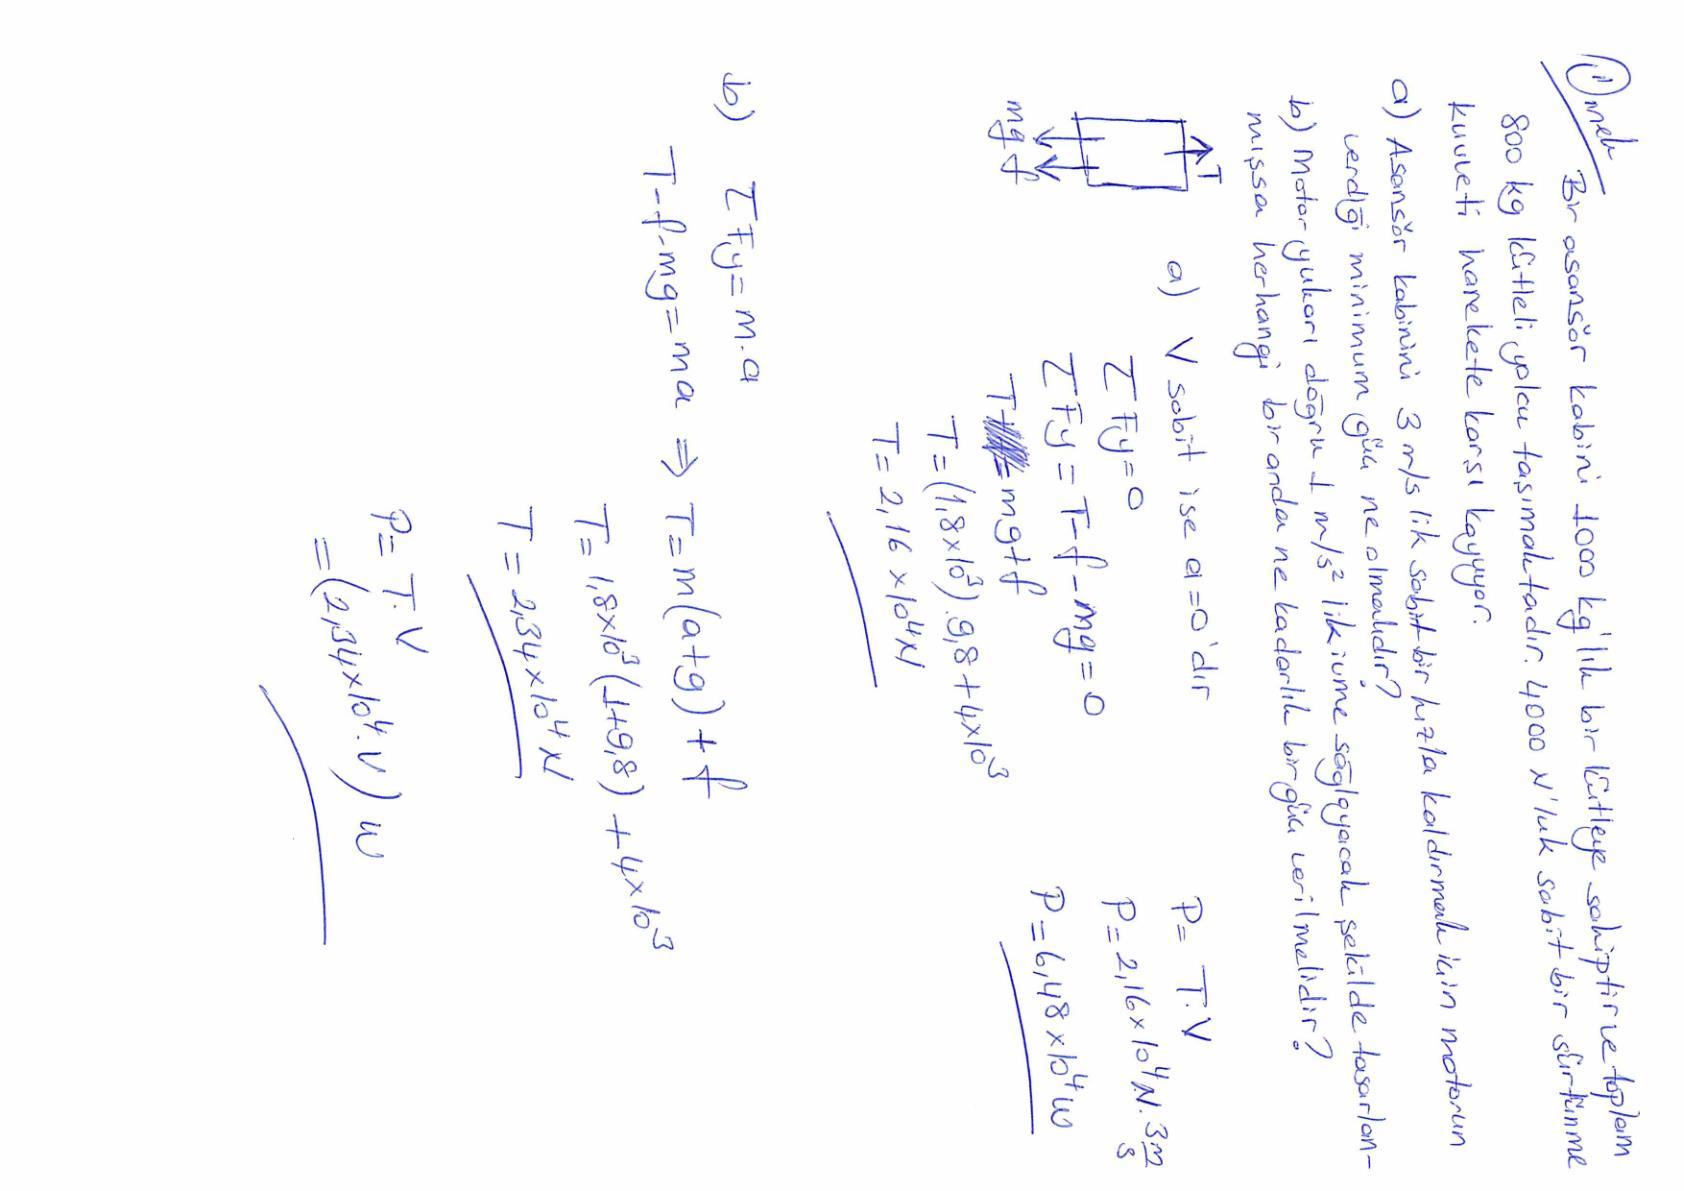 Örnek Bir asansör kabini 1000 kg'lık bir kütleye sahiptir ve toplam
800 kg kütleli yolcu taşımaktadır. 4000 N'luk sabit bir sürtünme
kuvveti harekete karşı koyuyor.
a) Asansör kabinini 3 m/s lik sabit bir hızla kaldırmak için motorun
verdiği minimum güç ne olmalıdır?
b) Motor yukarı doğru 1 m/s² lik ivme sağlayacak şekilde tasarlan-
mışsa herhangi bir anda ne kadarlık bir güç verilmelidir?
T
mg f
a) V sabit ise a=0'dır
ΣFy=0
ΣFy = T-f-mg=0
T = mg+f
T=(1,8x10³).9,8+4x10³
T= 2,16 x10⁴N
P= T.V
P= 2,16x10⁴N.3 m/s
P=6,48x10⁴W
b) ΣFy=m.a
T-f-mg=ma ⇒ T=m(a+g)+f
T= 1,8x10³(1+9,8)+4x10³
T= 2,34x10⁴N
P= T.V
=(2,34x10⁴.V) W